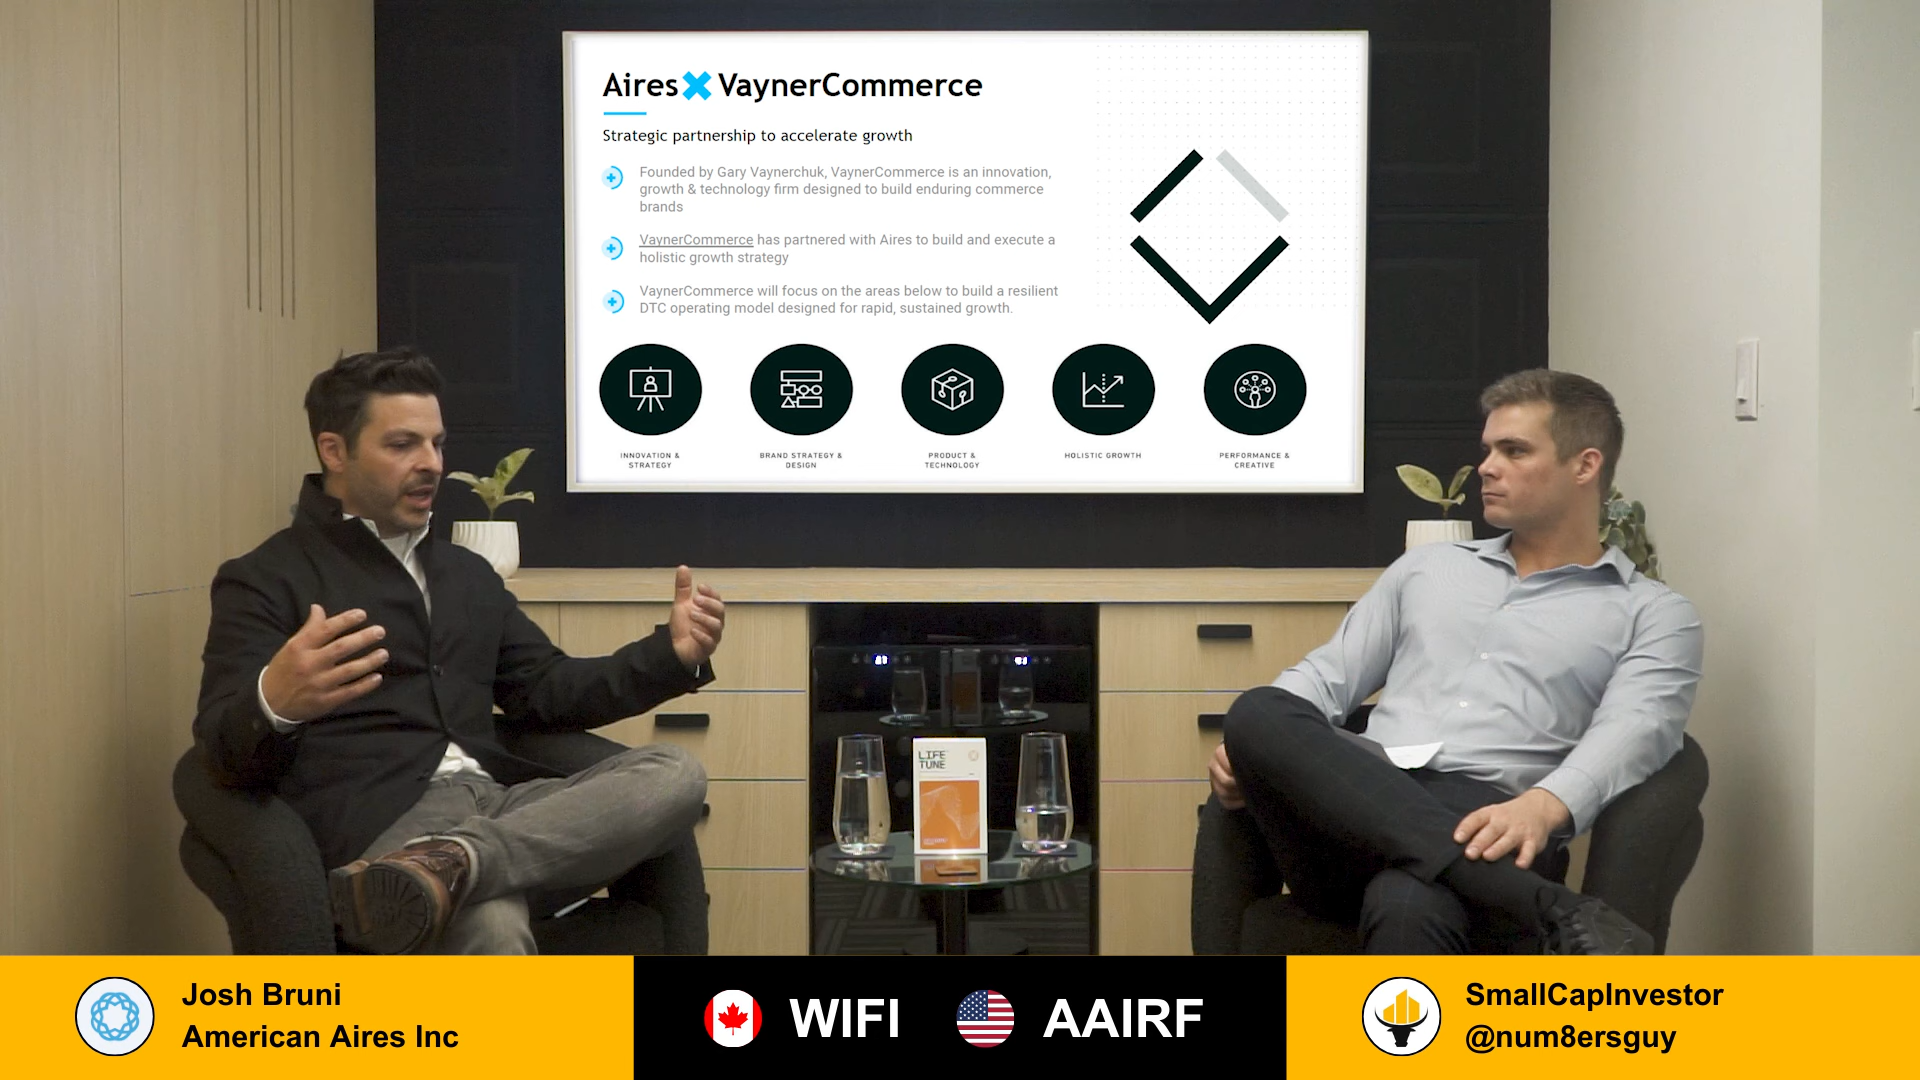 Aires VaynerCommerce
Strategic partnership to accelerate growth
Founded by Gary Vaynerchuk, VaynerCommerce is an innovation,
growth & technology firm designed to build enduring commerce
brands
VaynerCommerce has partnered with Aires to build and execute a
holistic growth strategy
VaynerCommerce will focus on the areas below to build a resilient
DTC operating model designed for rapid, sustained growth.
INNOVATION &
STRATEGY
BRAND STRATEGY &
DESIGN
PRODUCT &
TECHNOLOGY
HOLISTIC GROWTH
PERFORMANCE &
CREATIVE
LIFE
TUNE
Josh Bruni
American Aires Inc
WIFI
AAIRF
SmallCapInvestor
@num8ersguy